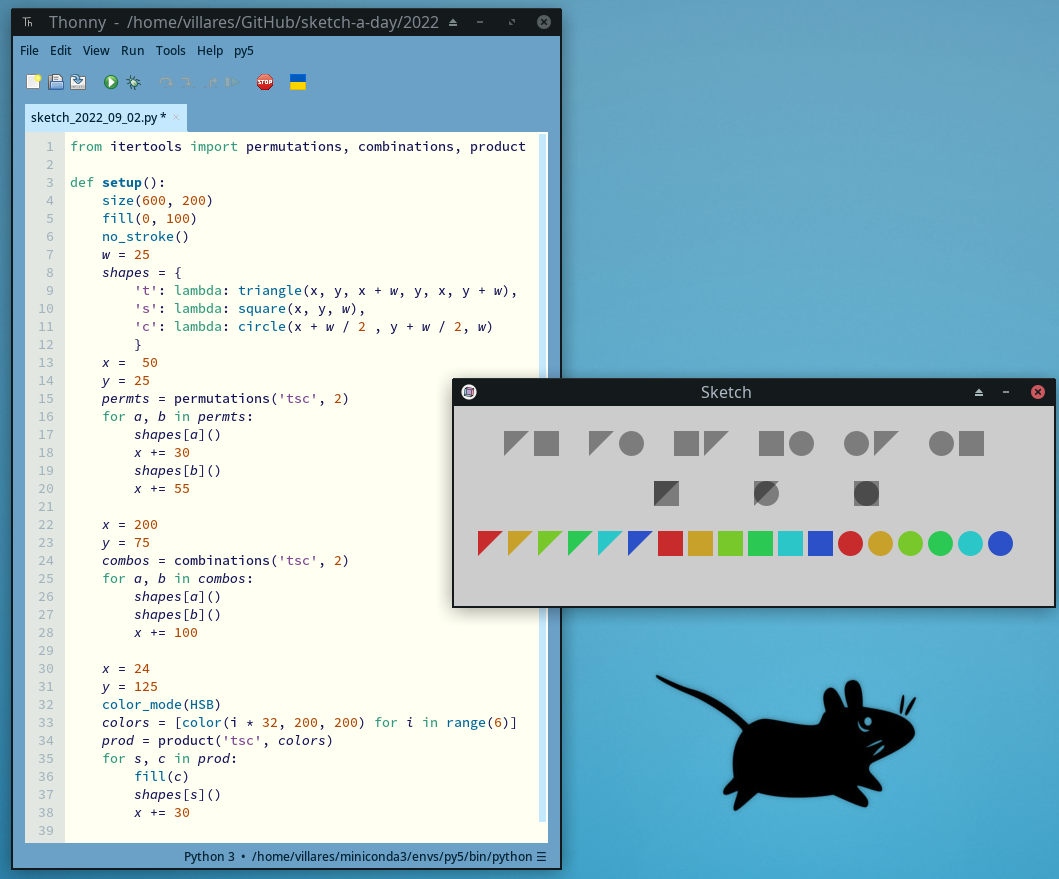 Th Thonny - /home/villares/GitHub/sketch-a-day/2022
File Edit View Run Tools Help py5
STOP
sketch_2022_09_02.py *
1 from itertools import permutations, combinations, product
2
3 def setup():
4     size(600, 200)
5     fill(0, 100)
6     no_stroke()
7     w = 25
8     shapes = {
9         't': lambda: triangle(x, y, x + w, y, x, y + w),
10         's': lambda: square(x, y, w),
11         'c': lambda: circle(x + w / 2 , y + w / 2, w)
12         }
13     x =  50
14     y = 25
15     permts = permutations('tsc', 2)
16     for a, b in permts:
17         shapes[a]()
18         x += 30
19         shapes[b]()
20         x += 55
21
22     x = 200
23     y = 75
24     combos = combinations('tsc', 2)
25     for a, b in combos:
26         shapes[a]()
27         shapes[b]()
28         x += 100
29
30     x = 24
31     y = 125
32     color_mode(HSB)
33     colors = [color(i * 32, 200, 200) for i in range(6)]
34     prod = product('tsc', colors)
35     for s, c in prod:
36         fill(c)
37         shapes[s]()
38         x += 30
39
Python 3 • /home/villares/miniconda3/envs/py5/bin/python ☰
Sketch